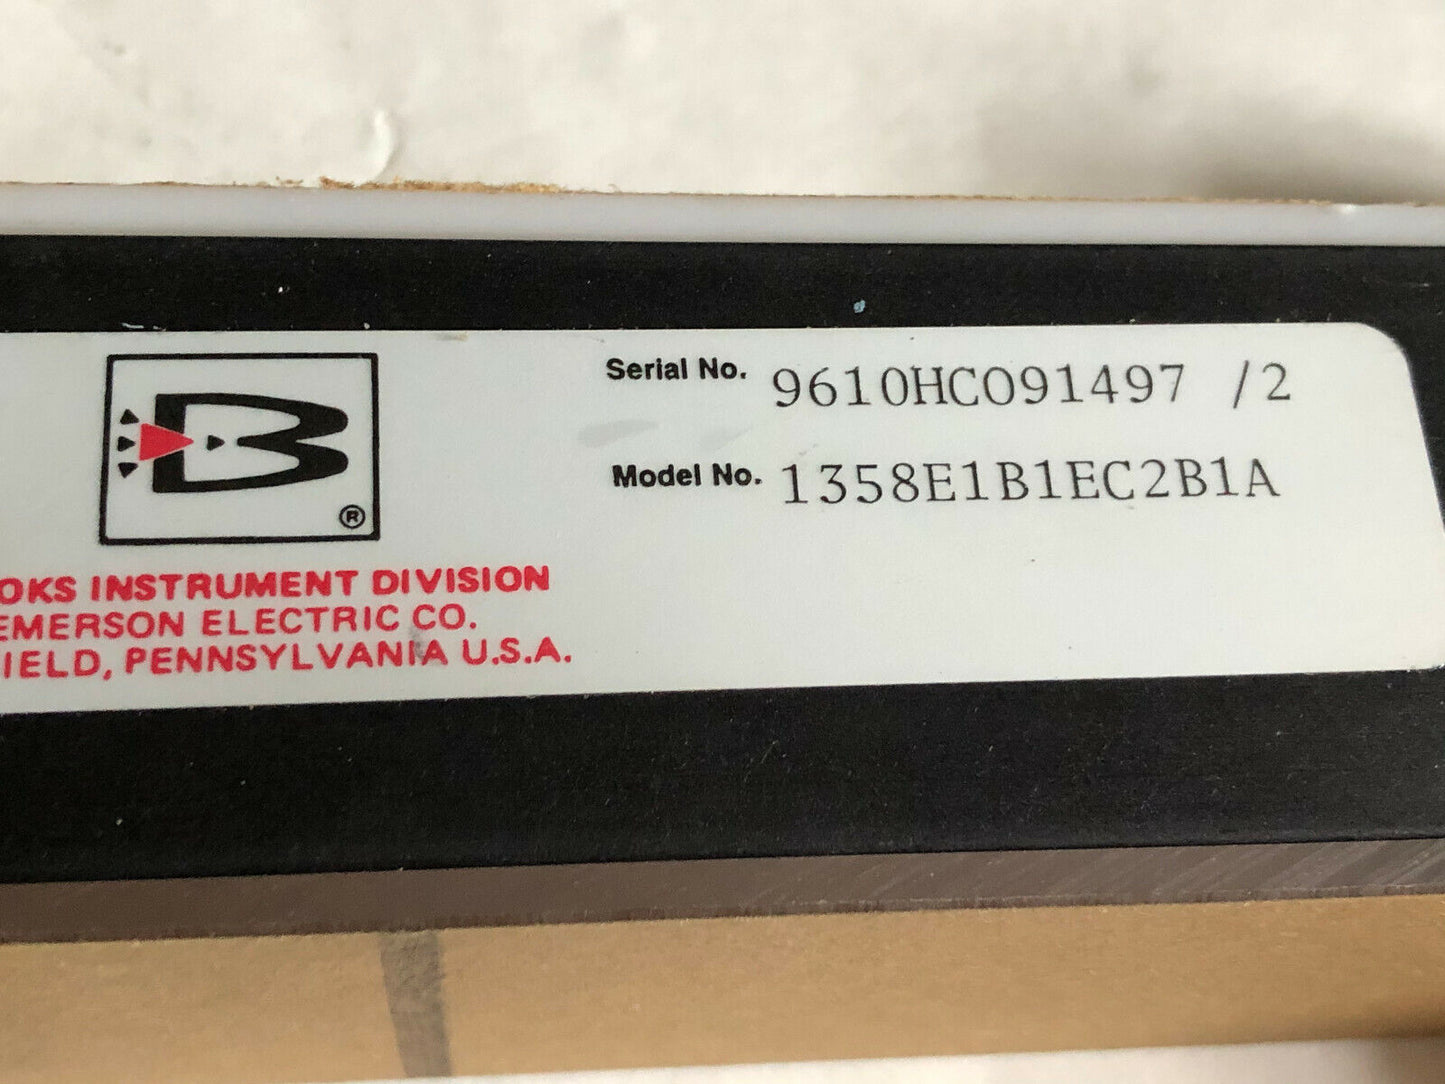 B
®
Serial No. 9610HC091497 /2
Model No. 1358E1B1EC2B1A
OKS INSTRUMENT DIVISION
EMERSON ELECTRIC CO.
IELD, PENNSYLVANIA U.S.A.